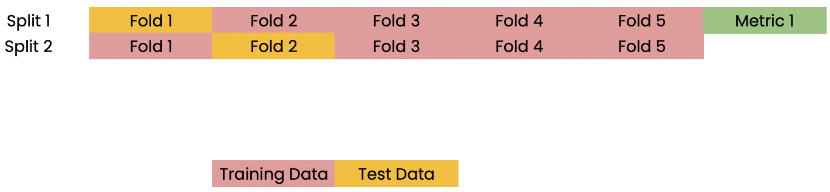 Split 1 Fold 1 Fold 2 Fold 3 Fold 4 Fold 5 Metric 1
Split 2 Fold 1 Fold 2 Fold 3 Fold 4 Fold 5
Training Data Test Data